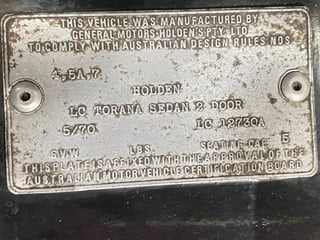 THIS VEHICLE WAS MANUFACTURED BY
GENERAL MOTORS-HOLDEN'S PTY. LTD
TO COMPLY WITH AUSTRALIAN DESIGN RULES NOS.
4,5A,7
HOLDEN
LC TORANA SEDAN 2 DOOR
5/70 LC 12730A
G.V.W. LBS. SEATING CAP. 5
THIS PLATE IS AFFIXED WITH THE APPROVAL OF THE
AUSTRALIAN MOTOR VEHICLE CERTIFICATION BOARD